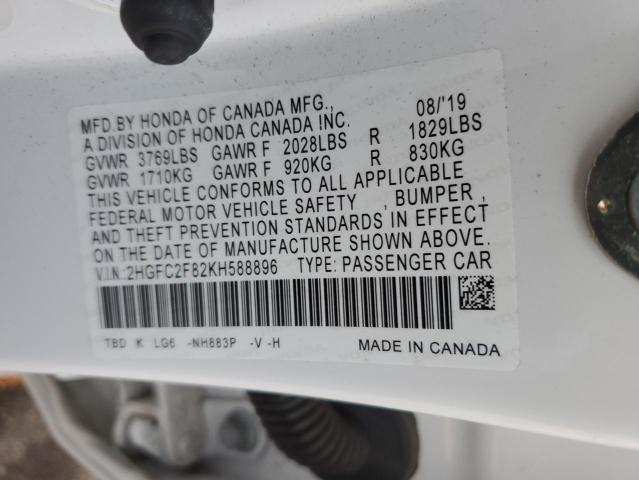 MFD.BY HONDA OF CANADA MFG., 08/'19
A DIVISION OF HONDA CANADA INC.
GVWR 3769LBS GAWR F 2028LBS R 1829LBS
GVWR 1710KG GAWR F 920KG R 830KG
THIS VEHICLE CONFORMS TO ALL APPLICABLE
FEDERAL MOTOR VEHICLE SAFETY , BUMPER,
AND THEFT PREVENTION STANDARDS IN EFFECT
ON THE DATE OF MANUFACTURE SHOWN ABOVE.
V.I.N.:2HGFC2F82KH588896 TYPE: PASSENGER CAR
TBD K LG6 -NH883P -V -H MADE IN CANADA